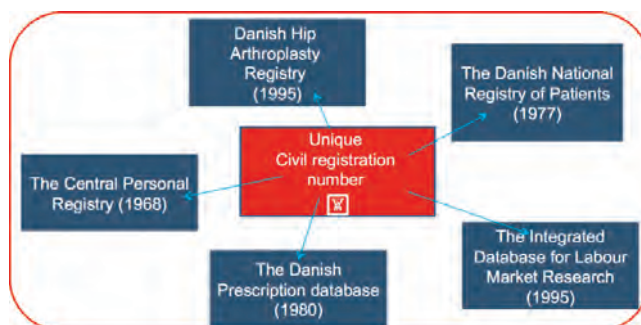 Danish Hip
Arthroplasty
Registry
(1995)
The Danish National
Registry of Patients
(1977)
Unique
Civil registration
number
The Central Personal
Registry (1968)
The Danish
Prescription database
(1980)
The Integrated
Database for Labour
Market Research
(1995)